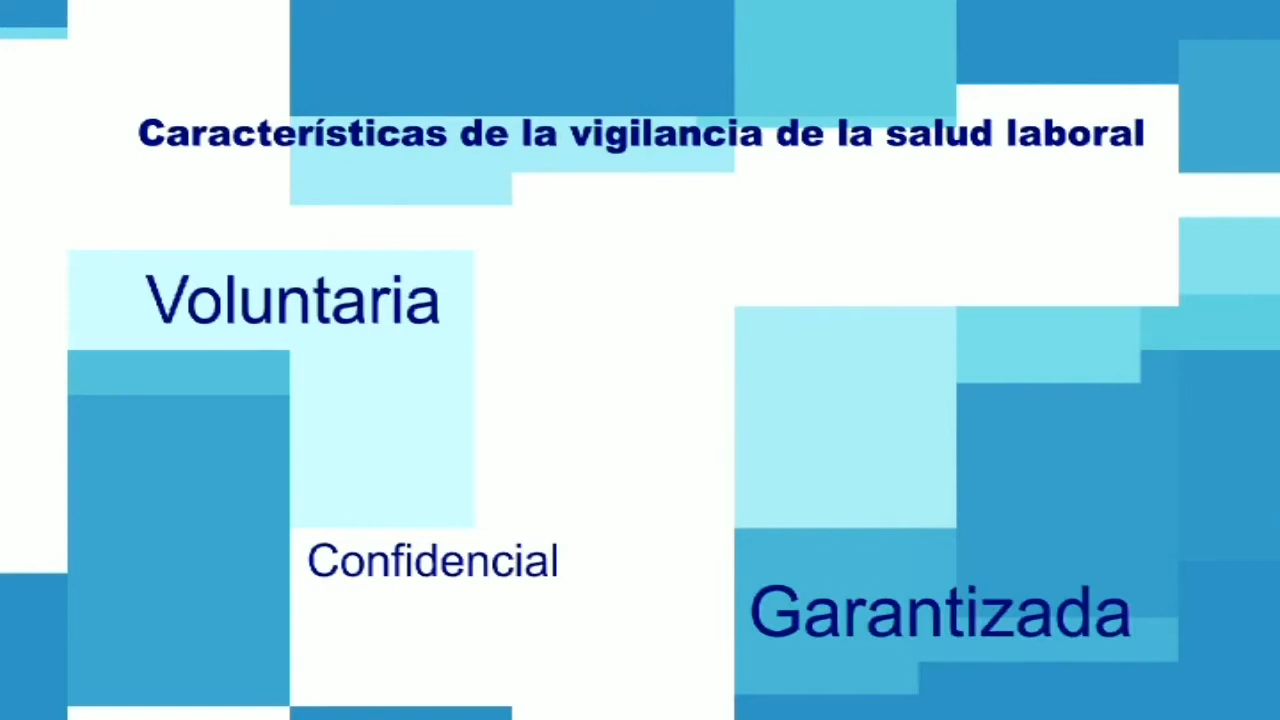 Características de la vigilancia de la salud laboral
Voluntaria
Confidencial
Garantizada